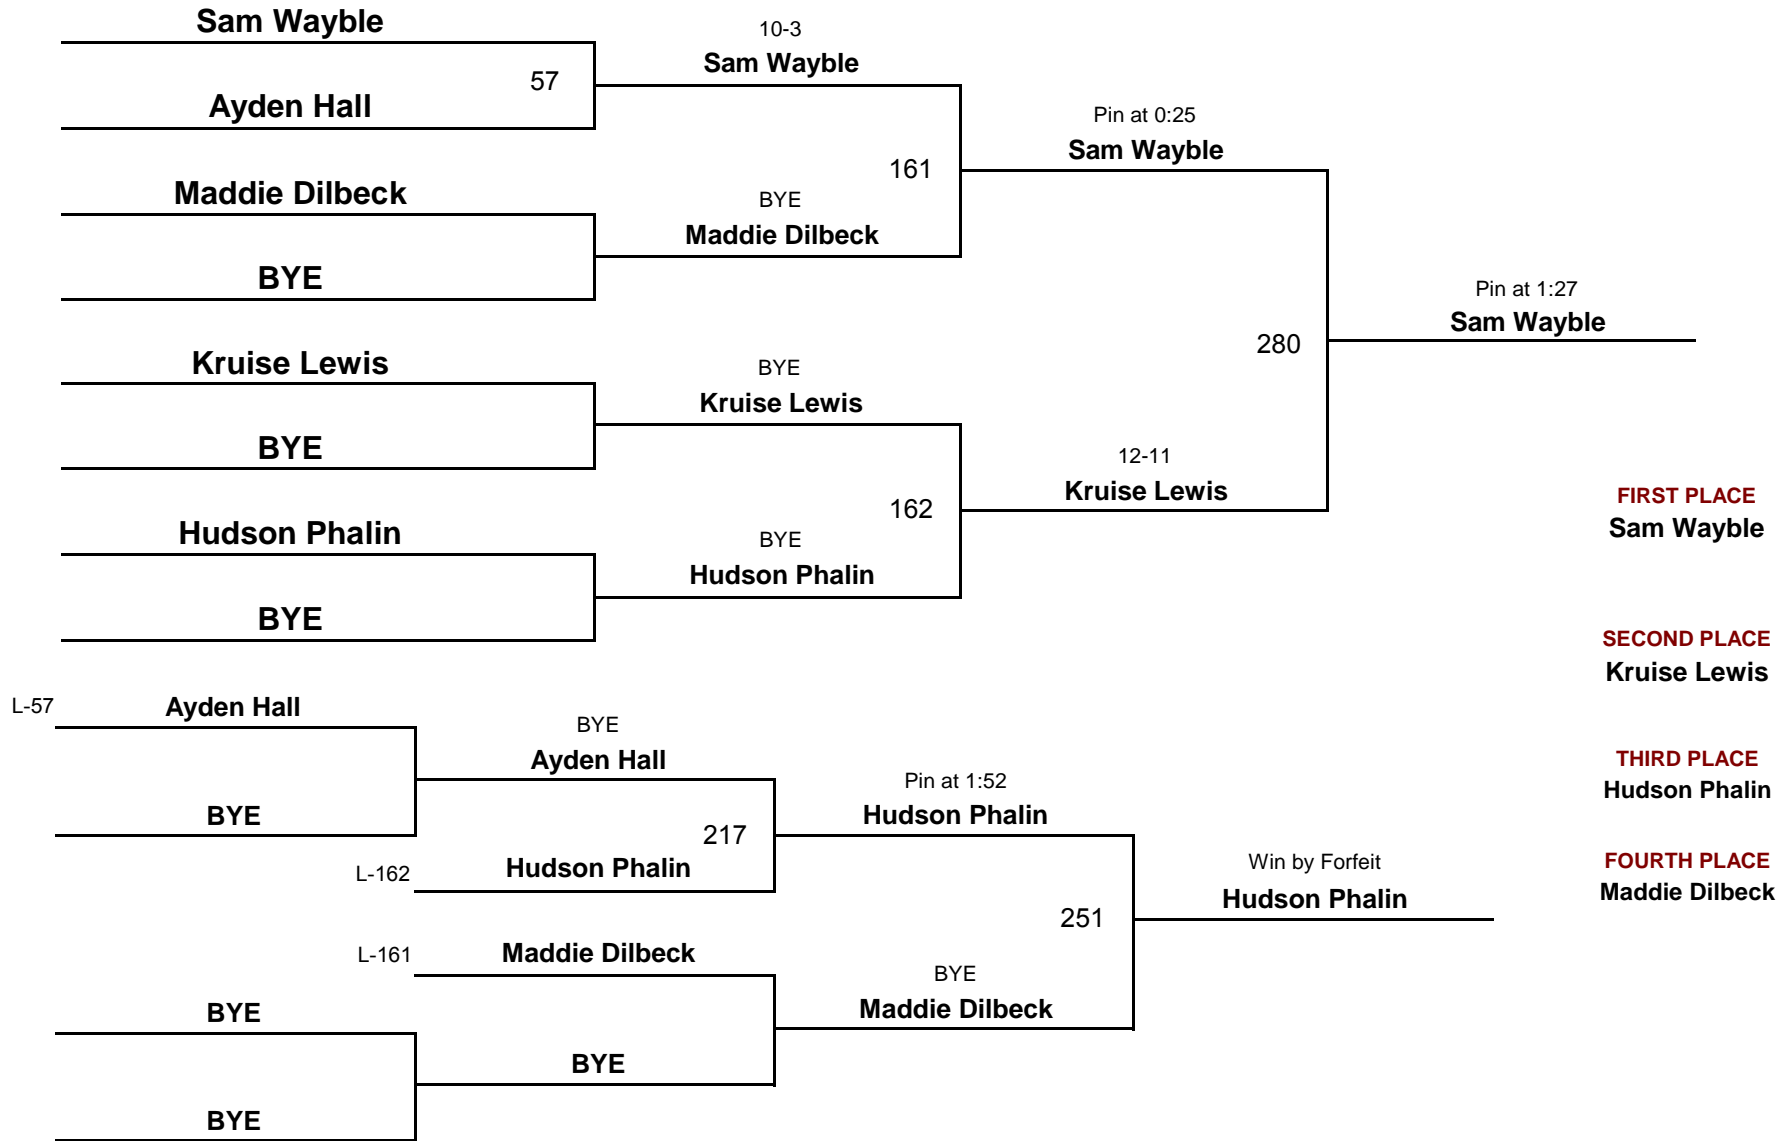 Sam Wayble
10-3
Sam Wayble
57
Ayden Hall
Pin at 0:25
Sam Wayble
161
Maddie Dilbeck
BYE
Maddie Dilbeck
BYE
Pin at 1:27
Sam Wayble
280
Kruise Lewis
BYE
Kruise Lewis
BYE
12-11
Kruise Lewis
162
Hudson Phalin
BYE
Hudson Phalin
BYE
FIRST PLACE
Sam Wayble
SECOND PLACE
Kruise Lewis
THIRD PLACE
Hudson Phalin
FOURTH PLACE
Maddie Dilbeck
L-57
Ayden Hall
BYE
Ayden Hall
BYE
Pin at 1:52
Hudson Phalin
217
L-162
Hudson Phalin
Win by Forfeit
Hudson Phalin
251
L-161
Maddie Dilbeck
BYE
Maddie Dilbeck
BYE
BYE
BYE